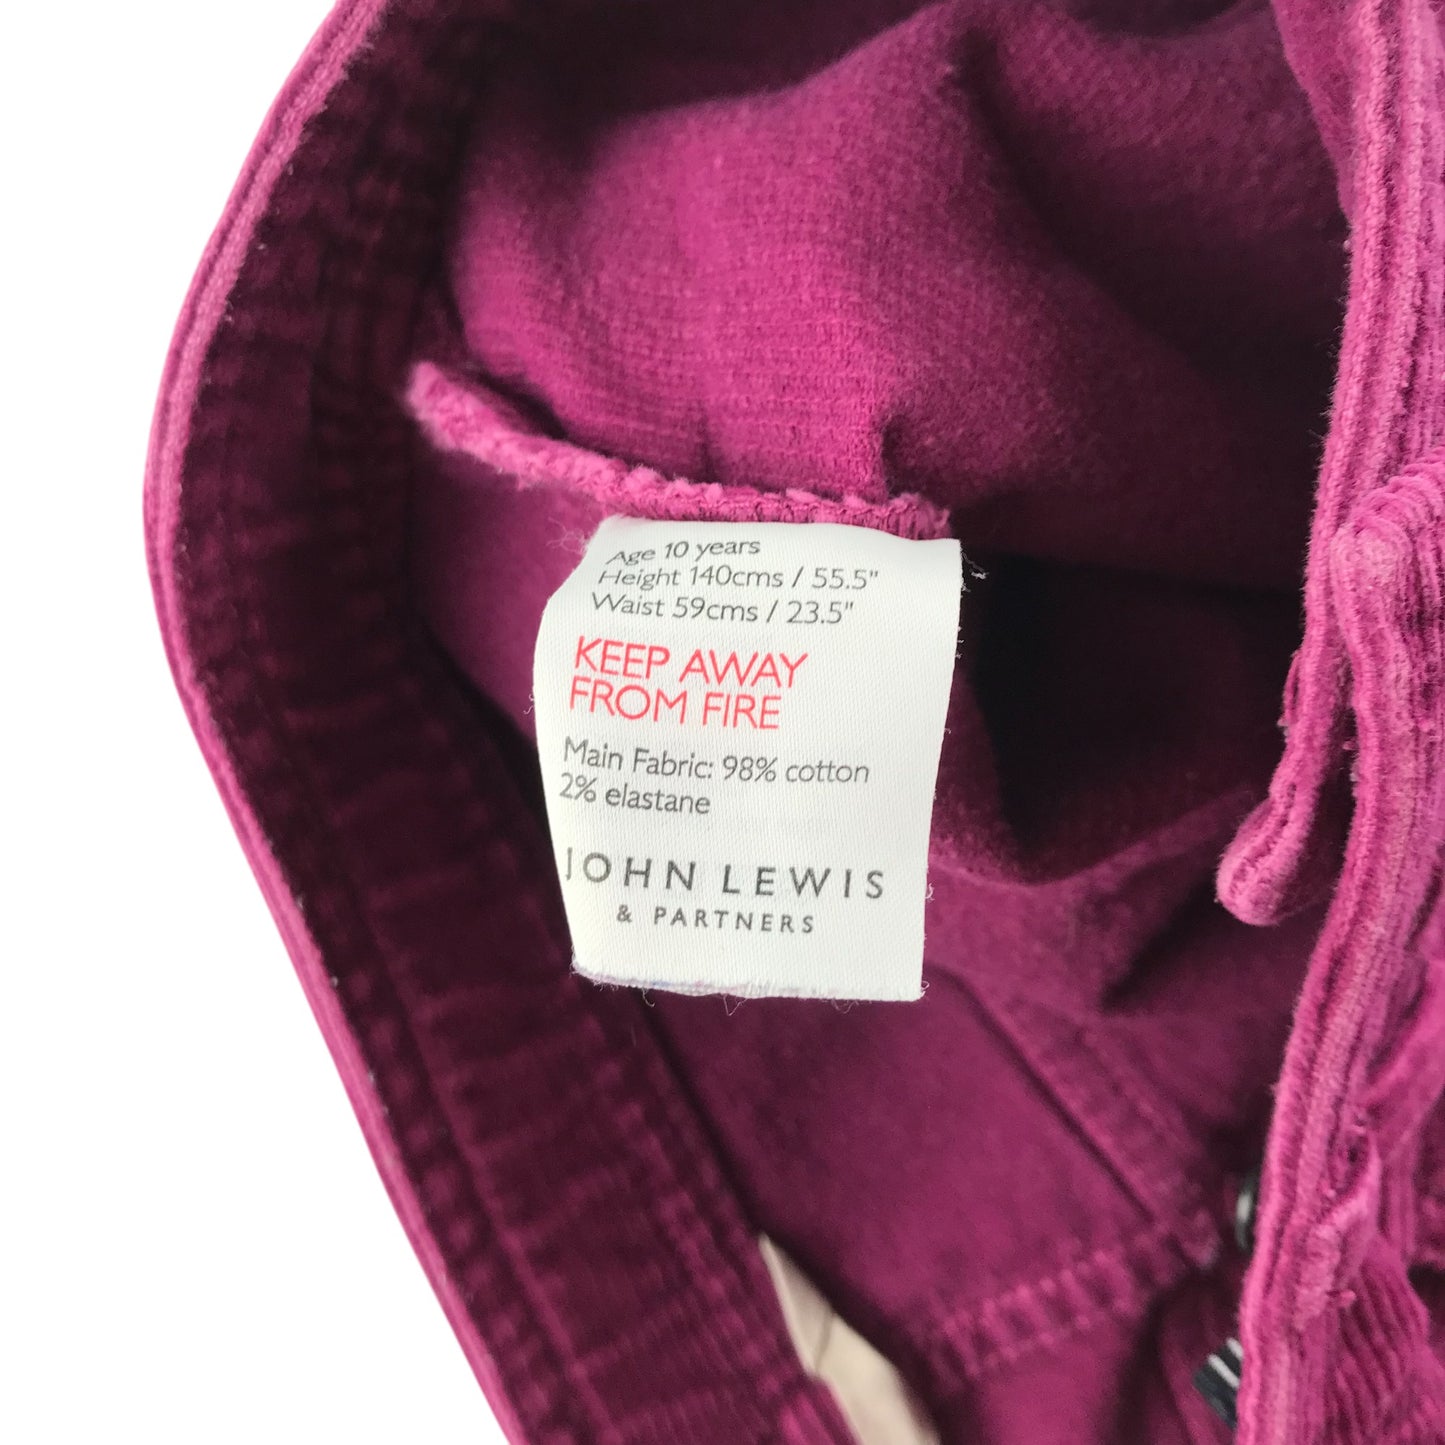 Age 10 years
Height 140cms / 55.5"
Waist 59cms / 23.5"
KEEP AWAY
FROM FIRE
Main Fabric: 98% cotton
2% elastane
JOHN LEWIS
& PARTNERS